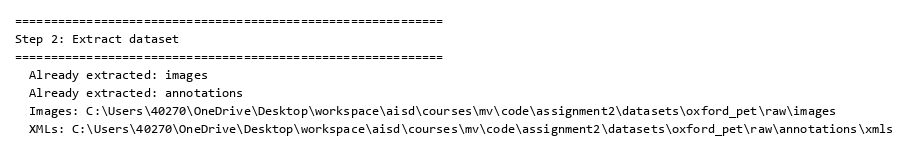 ============================================================
Step 2: Extract dataset
============================================================
  Already extracted: images
  Already extracted: annotations
  Images: C:\Users\40270\OneDrive\Desktop\workspace\aisd\courses\mv\code\assignment2\datasets\oxford_pet\raw\images
  XMLs: C:\Users\40270\OneDrive\Desktop\workspace\aisd\courses\mv\code\assignment2\datasets\oxford_pet\raw\annotations\xmls